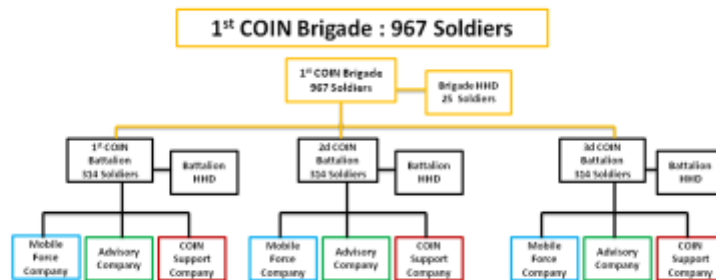 1st COIN Brigade : 967 Soldiers
1st COIN Brigade
967 Soldiers
Brigade HHD
25 Soldiers
1st COIN
Battalion
314 Soldiers
Battalion
HHD
2d COIN
Battalion
314 Soldiers
Battalion
HHD
3d COIN
Battalion
314 Soldiers
Battalion
HHD
Mobile
Force
Company
Advisory
Company
COIN
Support
Company
Mobile
Force
Company
Advisory
Company
COIN
Support
Company
Mobile
Force
Company
Advisory
Company
COIN
Support
Company